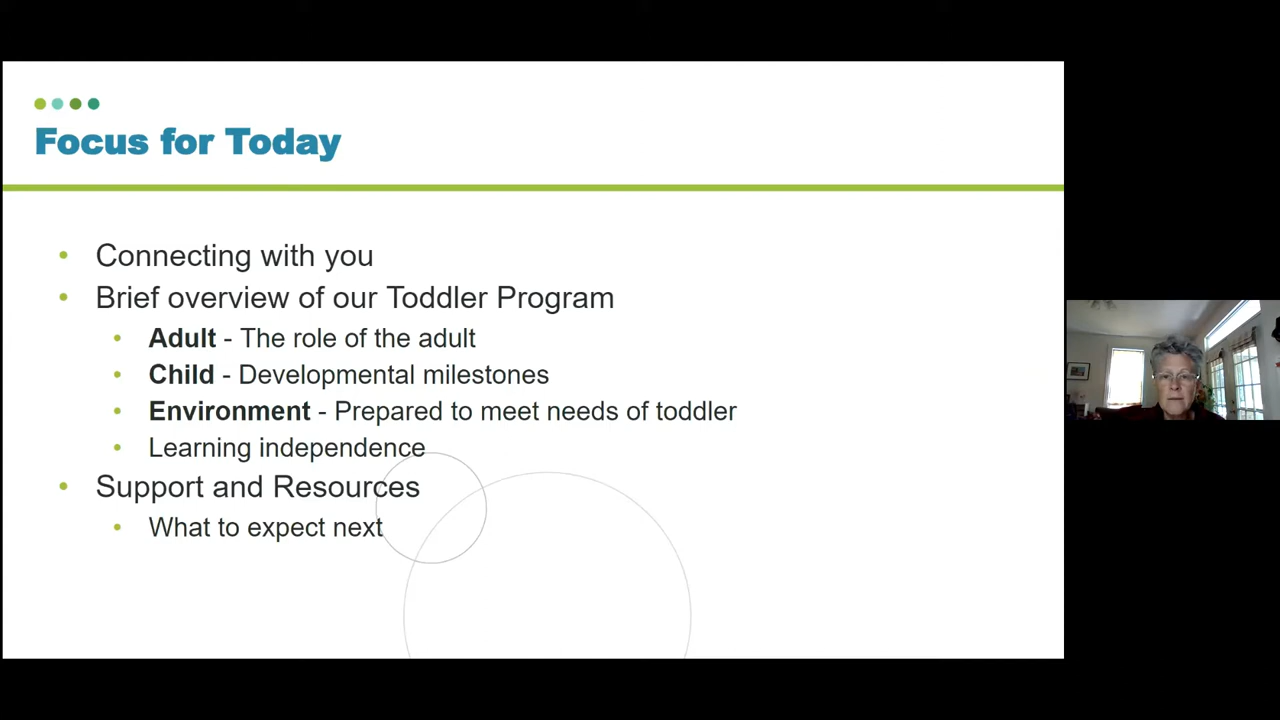 Focus for Today
• Connecting with you
• Brief overview of our Toddler Program
• Adult - The role of the adult
• Child - Developmental milestones
• Environment - Prepared to meet needs of toddler
• Learning independence
• Support and Resources
• What to expect next